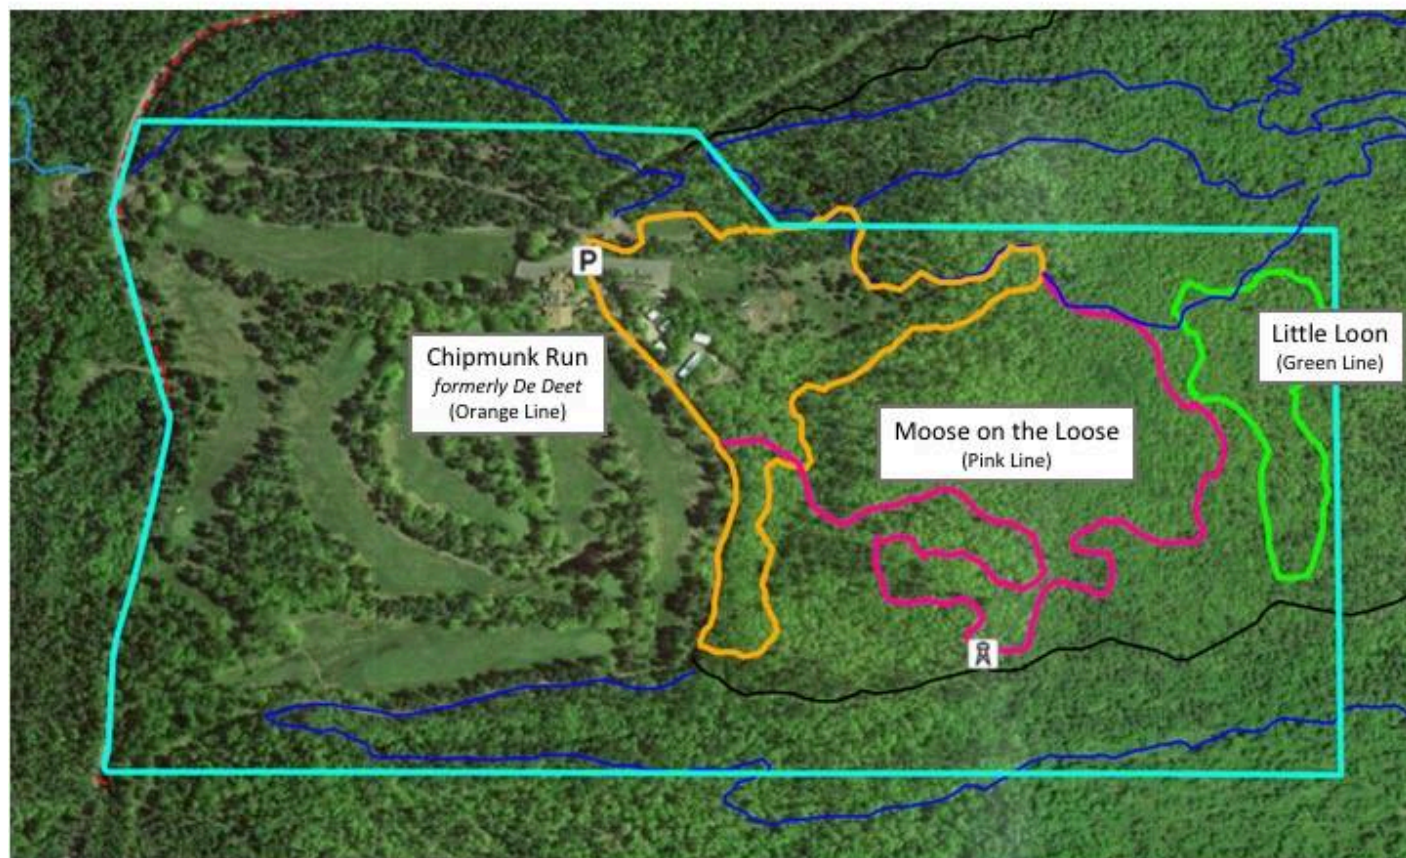 P
Chipmunk Run
formerly De Deet
(Orange Line)
Moose on the Loose
(Pink Line)
Little Loon
(Green Line)